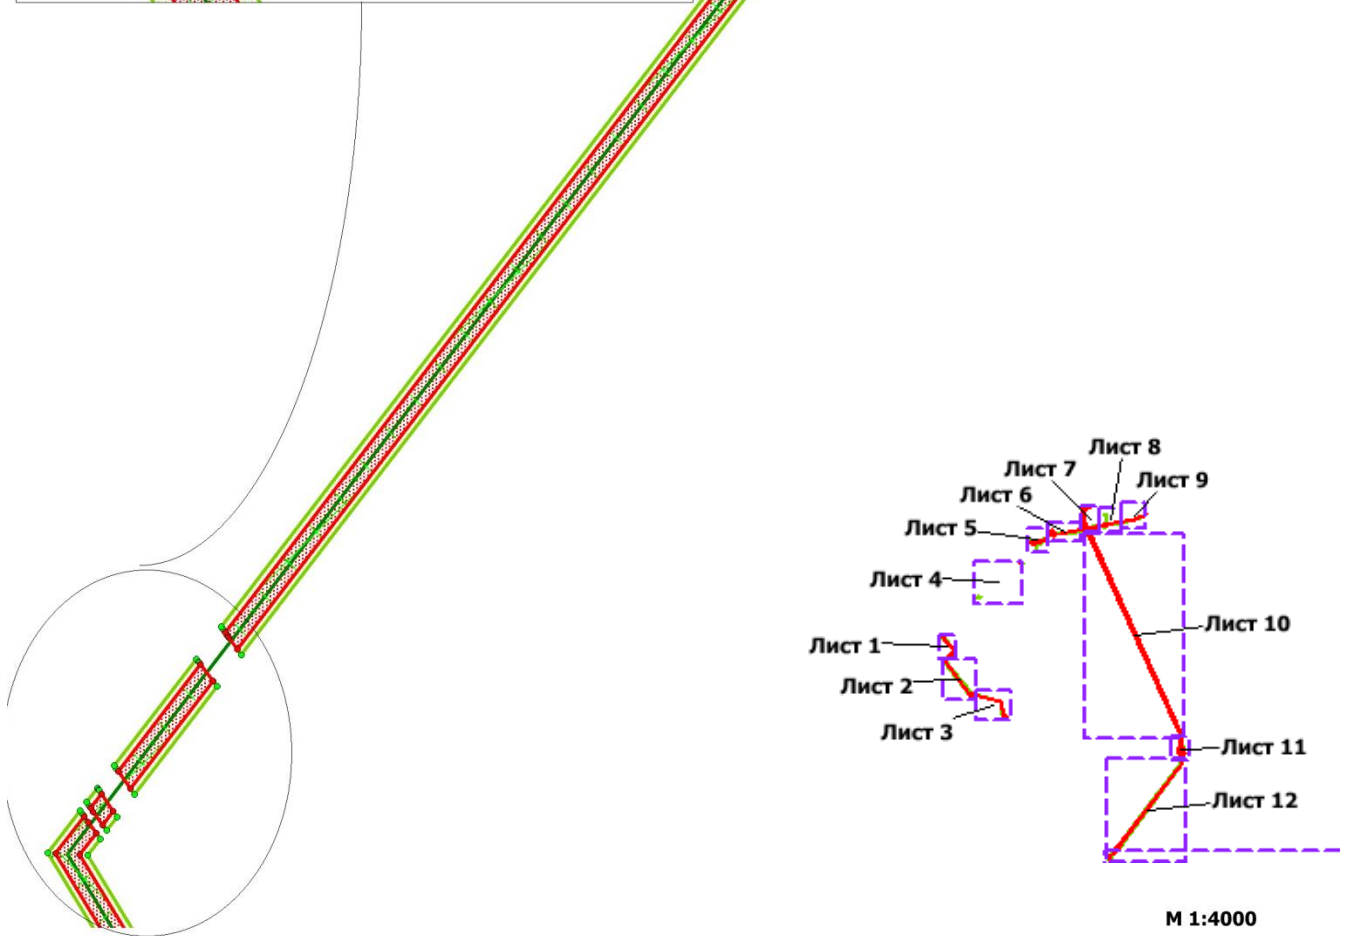 Лист 8
Лист 7
Лист 9
Лист 6
Лист 5
Лист 4
Лист 10
Лист 1
Лист 2
Лист 3
Лист 11
Лист 12
М 1:4000